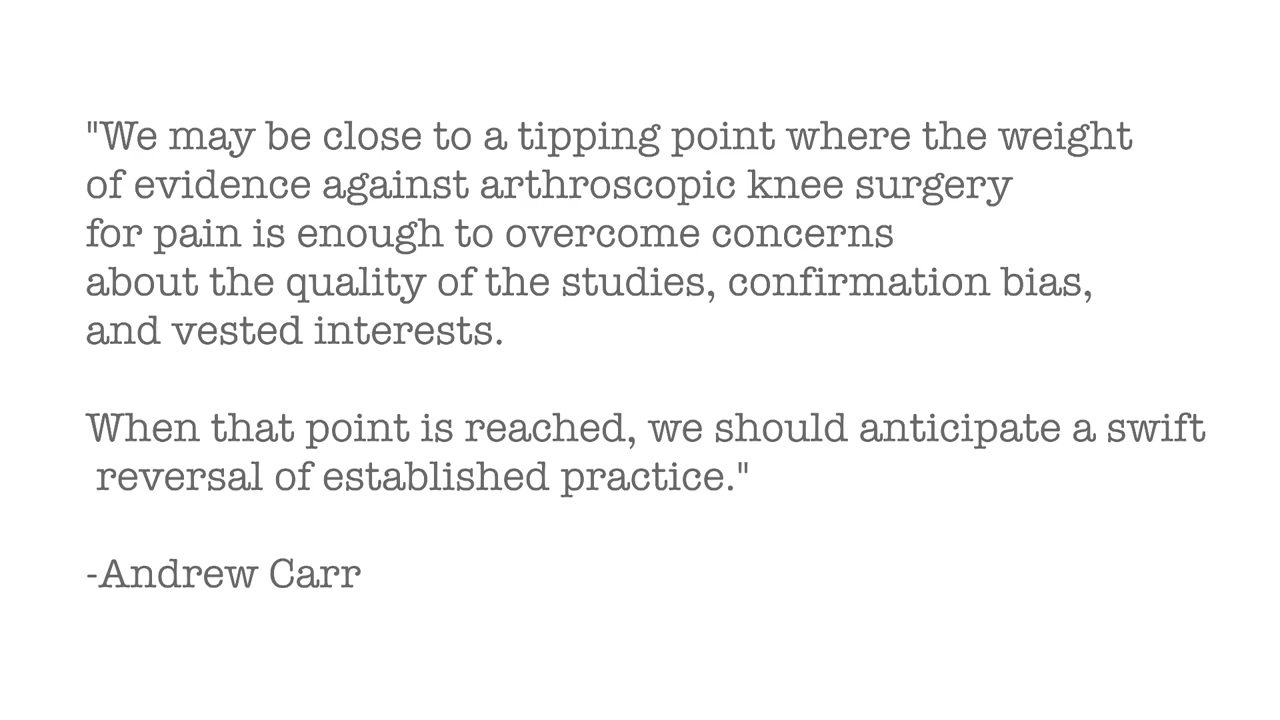 "We may be close to a tipping point where the weight
of evidence against arthroscopic knee surgery
for pain is enough to overcome concerns
about the quality of the studies, confirmation bias,
and vested interests.
When that point is reached, we should anticipate a swift
reversal of established practice."
-Andrew Carr